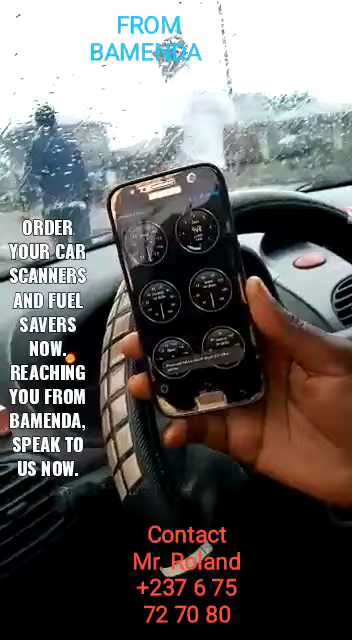 FROM
BAMENDA
ORDER
YOUR CAR
SCANNERS
AND FUEL
SAVERS
NOW.
REACHING
YOU FROM
BAMENDA,
SPEAK TO
US NOW.
Contact
Mr. Roland
+237 6 75
72 70 80